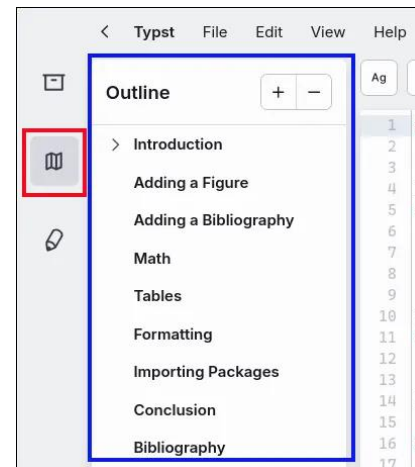 Typst File Edit View Help
Outline + −
Ag
Introduction
Adding a Figure
Adding a Bibliography
Math
Tables
Formatting
Importing Packages
Conclusion
Bibliography
1
2
3
4
5
6
7
8
9
10
11
12
13
14
15
16
17